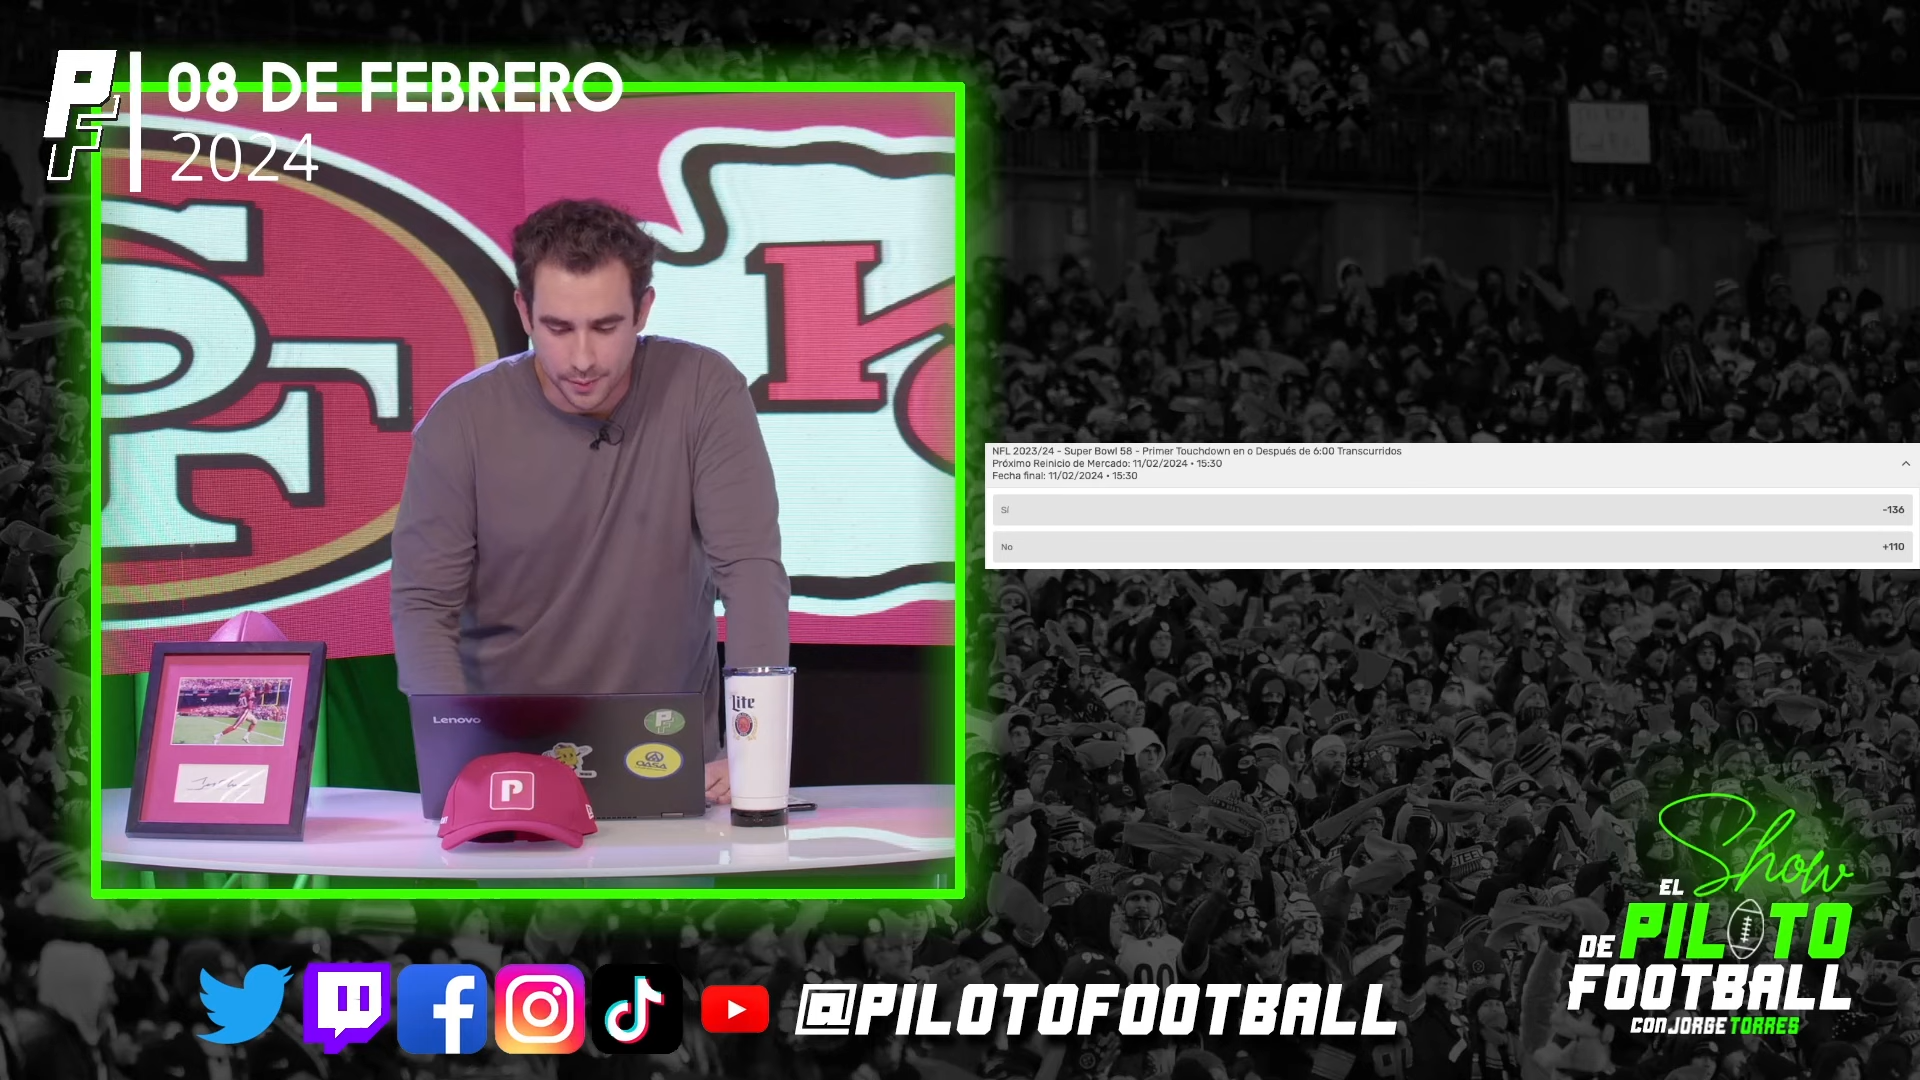 PF
08 DE FEBRERO
2024
SF
K
NFL 2023/24 - Super Bowl 58 - Primer Touchdown en o Después de 6:00 Transcurridos
Próximo Reinicio de Mercado: 11/02/2024 • 15:30
Fecha final: 11/02/2024 • 15:30
Sí -136
No +110
Lenovo
Lite
OASA
P
EL Show
DE PILOTO
FOOTBALL
CON JORGE TORRES
@PILOTOFOOTBALL